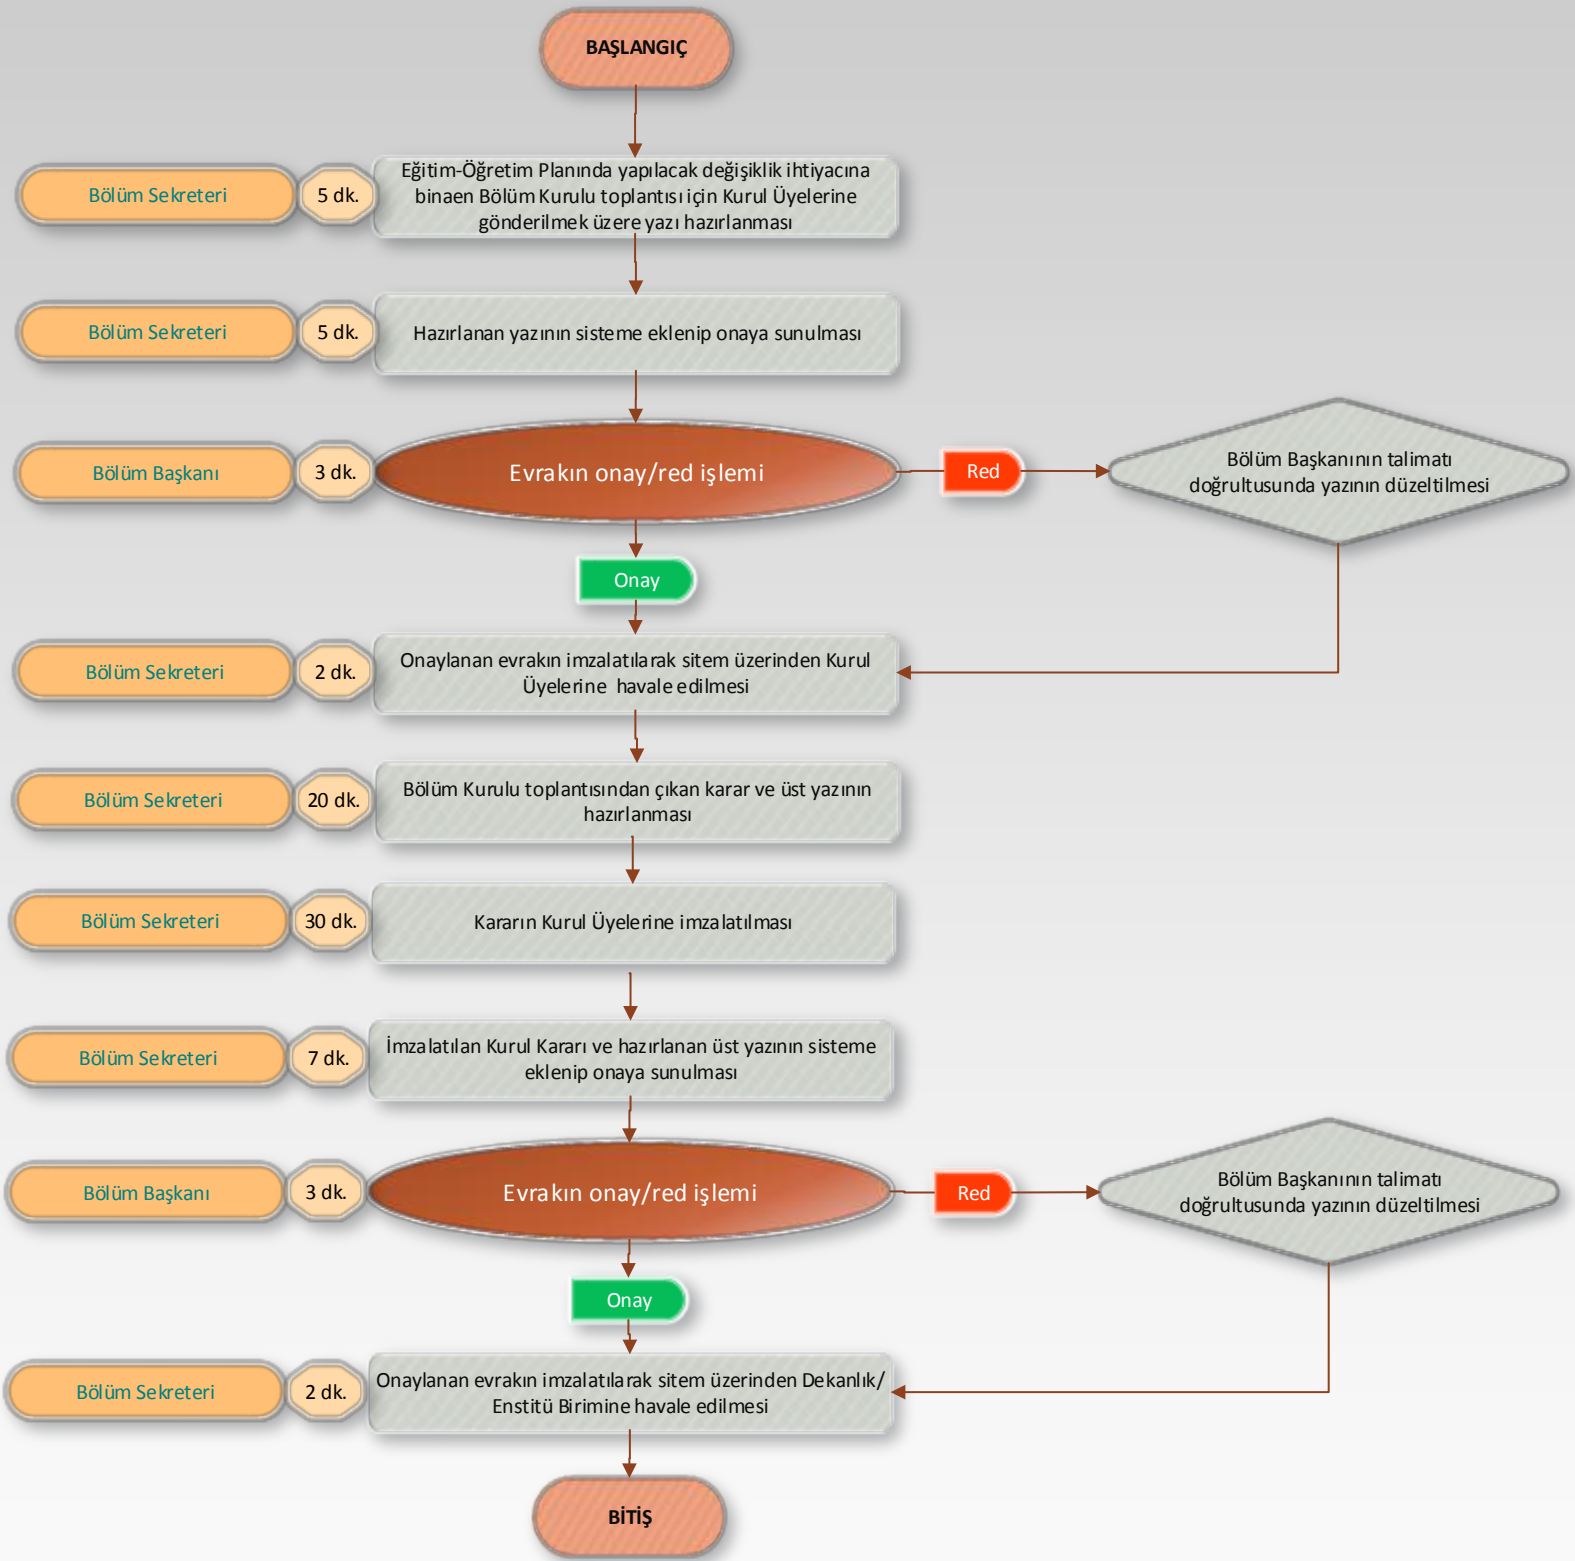 BAŞLANGIÇ
Bölüm Sekreteri
5 dk.
Eğitim-Öğretim Planında yapılacak değişiklik ihtiyacına
binaen Bölüm Kurulu toplantısı için Kurul Üyelerine
gönderilmek üzere yazı hazırlanması
Bölüm Sekreteri
5 dk.
Hazırlanan yazının sisteme eklenip onaya sunulması
Bölüm Başkanı
3 dk.
Evrakın onay/red işlemi
Red
Bölüm Başkanının talimatı
doğrultusunda yazının düzeltilmesi
Onay
Bölüm Sekreteri
2 dk.
Onaylanan evrakın imzalatılarak sitem üzerinden Kurul
Üyelerine havale edilmesi
Bölüm Sekreteri
20 dk.
Bölüm Kurulu toplantısından çıkan karar ve üst yazının
hazırlanması
Bölüm Sekreteri
30 dk.
Kararın Kurul Üyelerine imzalatılması
Bölüm Sekreteri
7 dk.
İmzalatılan Kurul Kararı ve hazırlanan üst yazının sisteme
eklenip onaya sunulması
Bölüm Başkanı
3 dk.
Evrakın onay/red işlemi
Red
Bölüm Başkanının talimatı
doğrultusunda yazının düzeltilmesi
Onay
Bölüm Sekreteri
2 dk.
Onaylanan evrakın imzalatılarak sitem üzerinden Dekanlık/
Enstitü Birimine havale edilmesi
BİTİŞ